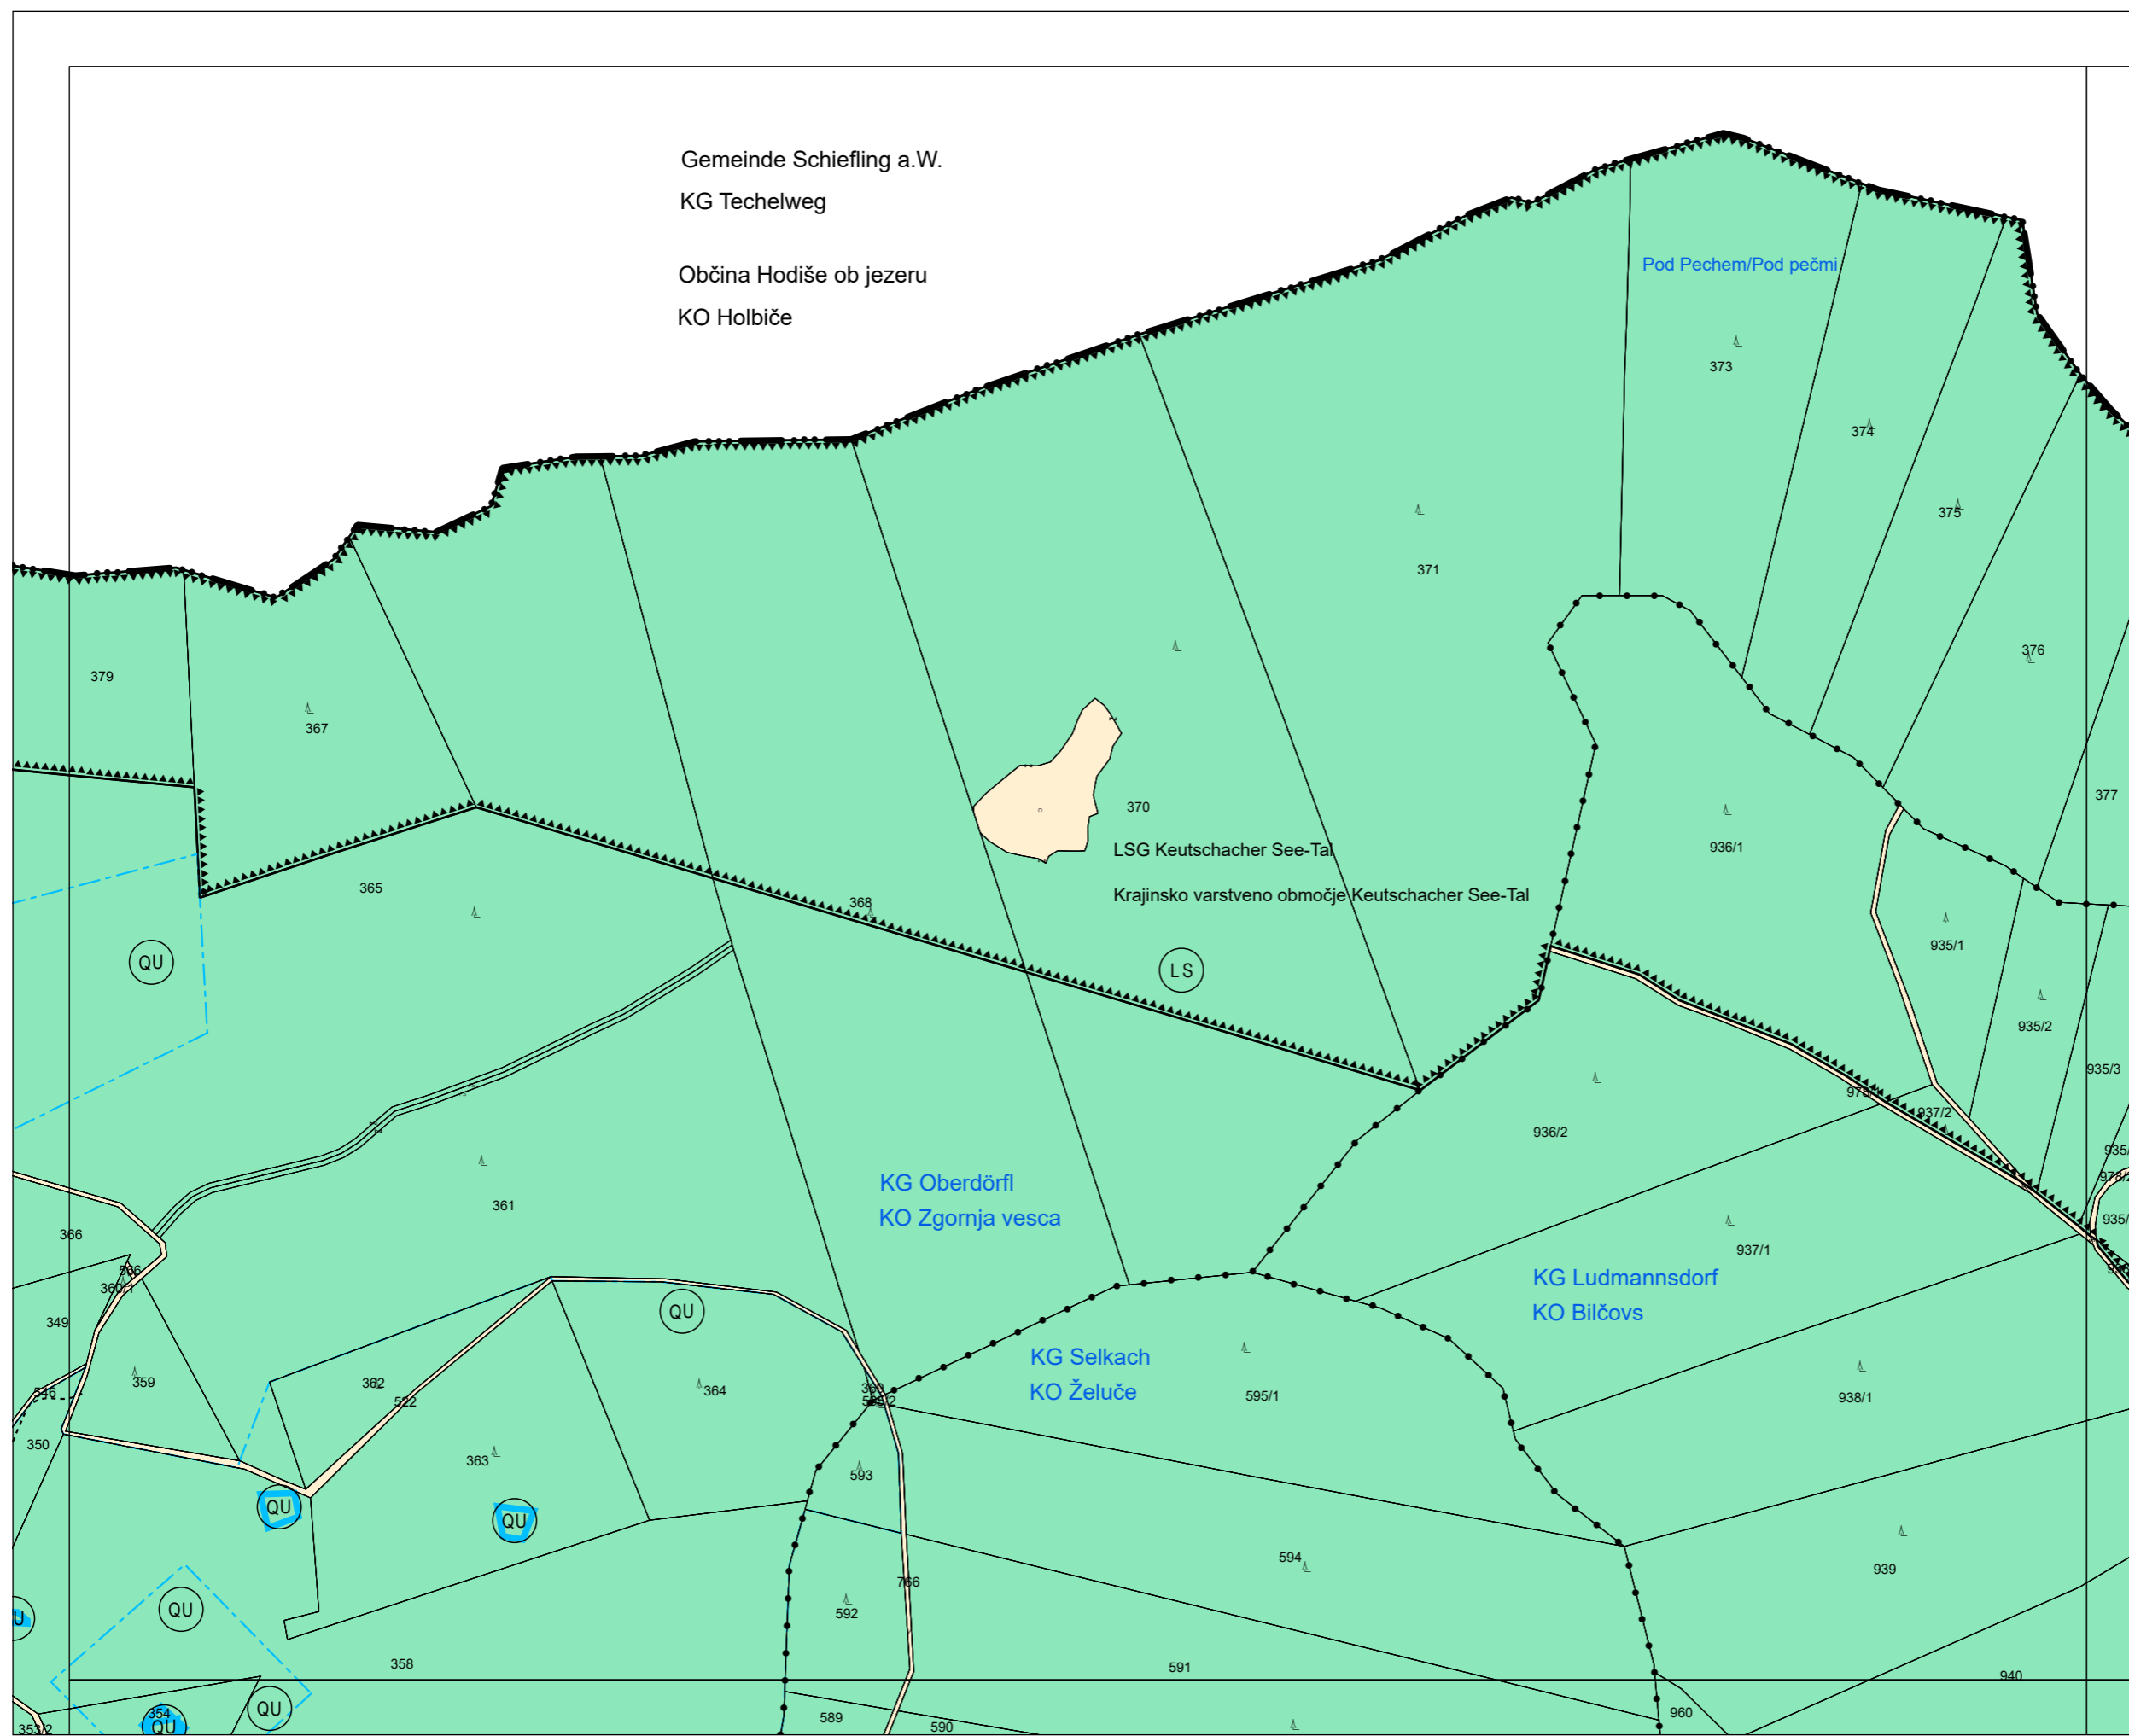 Gemeinde Schiefling a.W.
KG Techelweg
Občina Hodiše ob jezeru
KO Holbiče
Pod Pechem/Pod pečmi
373
374
375
371
376
379
367
377
370
936/1
LSG Keutschacher See-Tal
365
368
Krajinsko varstveno območje Keutschacher See-Tal
935/1
QU
LS
935/2
935/3
937/2
936/2
KG Oberdörfl
KO Zgornja vesca
361
366
937/1
360/1
KG Ludmannsdorf
KO Bilčovs
QU
349
KG Selkach
KO Želuče
359
362
364
522
546
595/1
938/1
350
363
593
QU
QU
594
939
766
592
QU
358
591
940
QU
354
QU
353/2
589
590
960